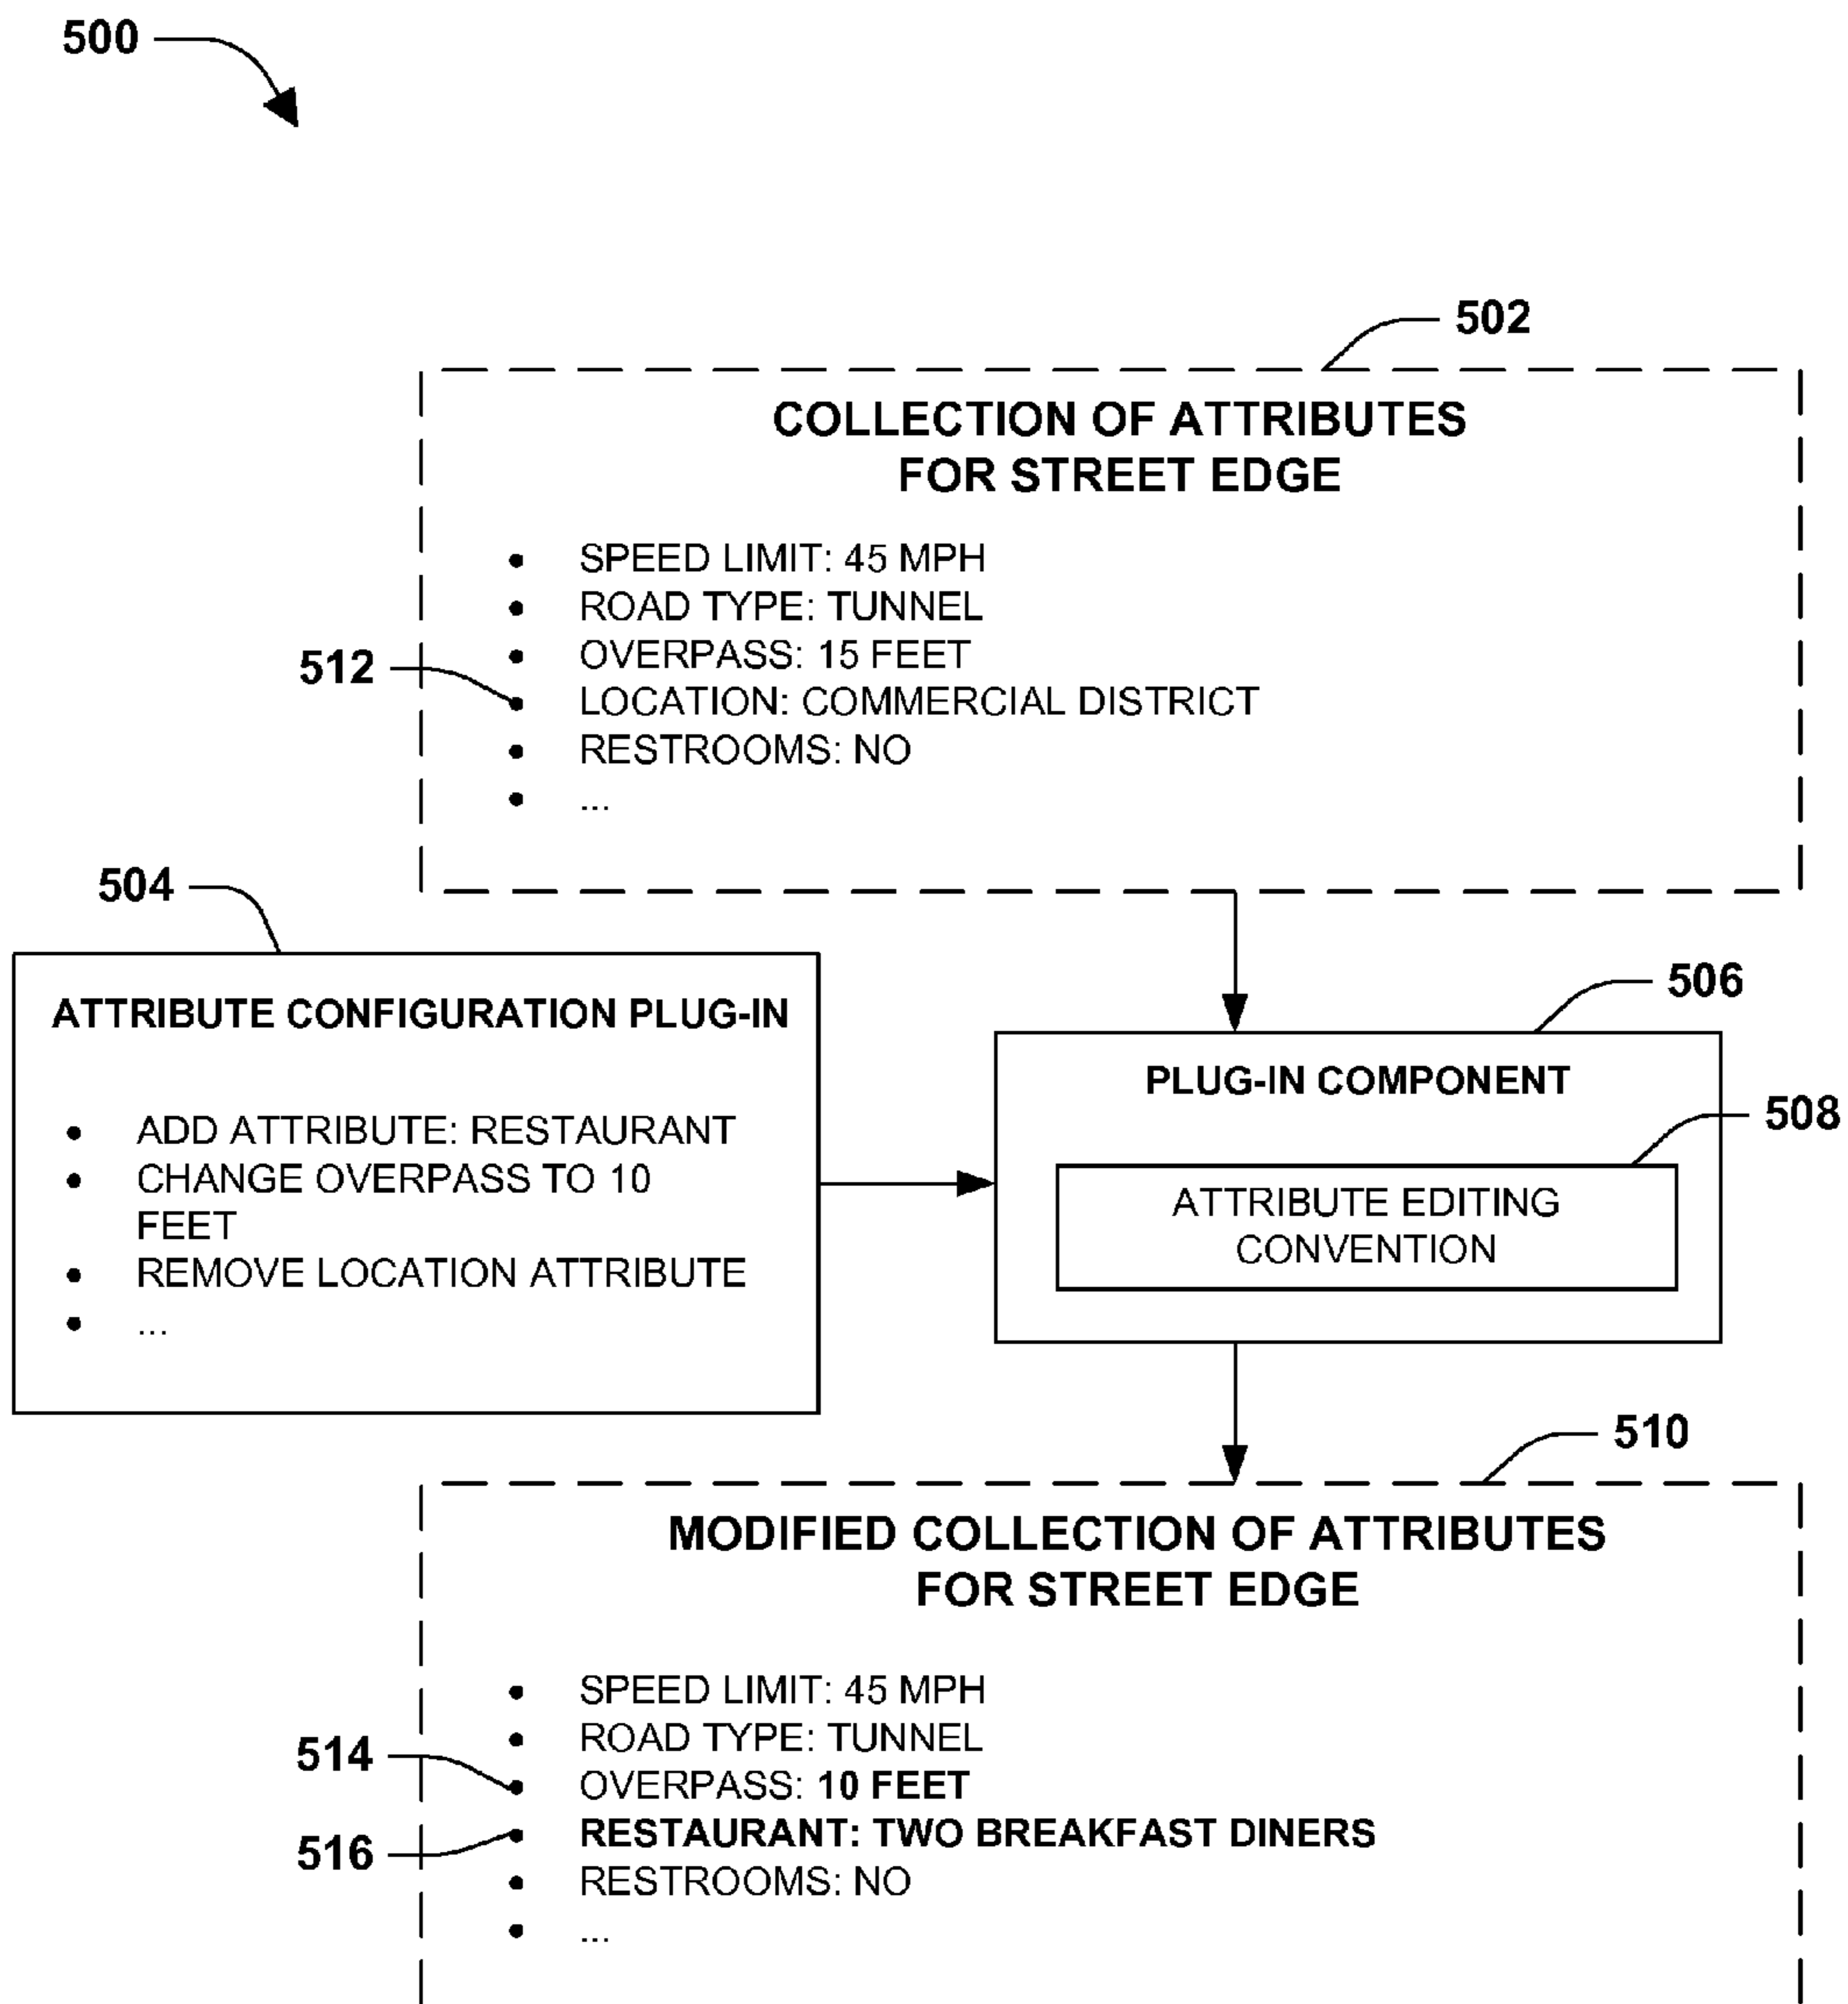 500
502
COLLECTION OF ATTRIBUTES
FOR STREET EDGE
• SPEED LIMIT: 45 MPH
• ROAD TYPE: TUNNEL
• OVERPASS: 15 FEET
512
• LOCATION: COMMERCIAL DISTRICT
• RESTROOMS: NO
• ...
504
ATTRIBUTE CONFIGURATION PLUG-IN
• ADD ATTRIBUTE: RESTAURANT
• CHANGE OVERPASS TO 10
FEET
• REMOVE LOCATION ATTRIBUTE
• ...
506
PLUG-IN COMPONENT
508
ATTRIBUTE EDITING
CONVENTION
510
MODIFIED COLLECTION OF ATTRIBUTES
FOR STREET EDGE
• SPEED LIMIT: 45 MPH
• ROAD TYPE: TUNNEL
514
• OVERPASS: 10 FEET
516
• RESTAURANT: TWO BREAKFAST DINERS
• RESTROOMS: NO
• ...